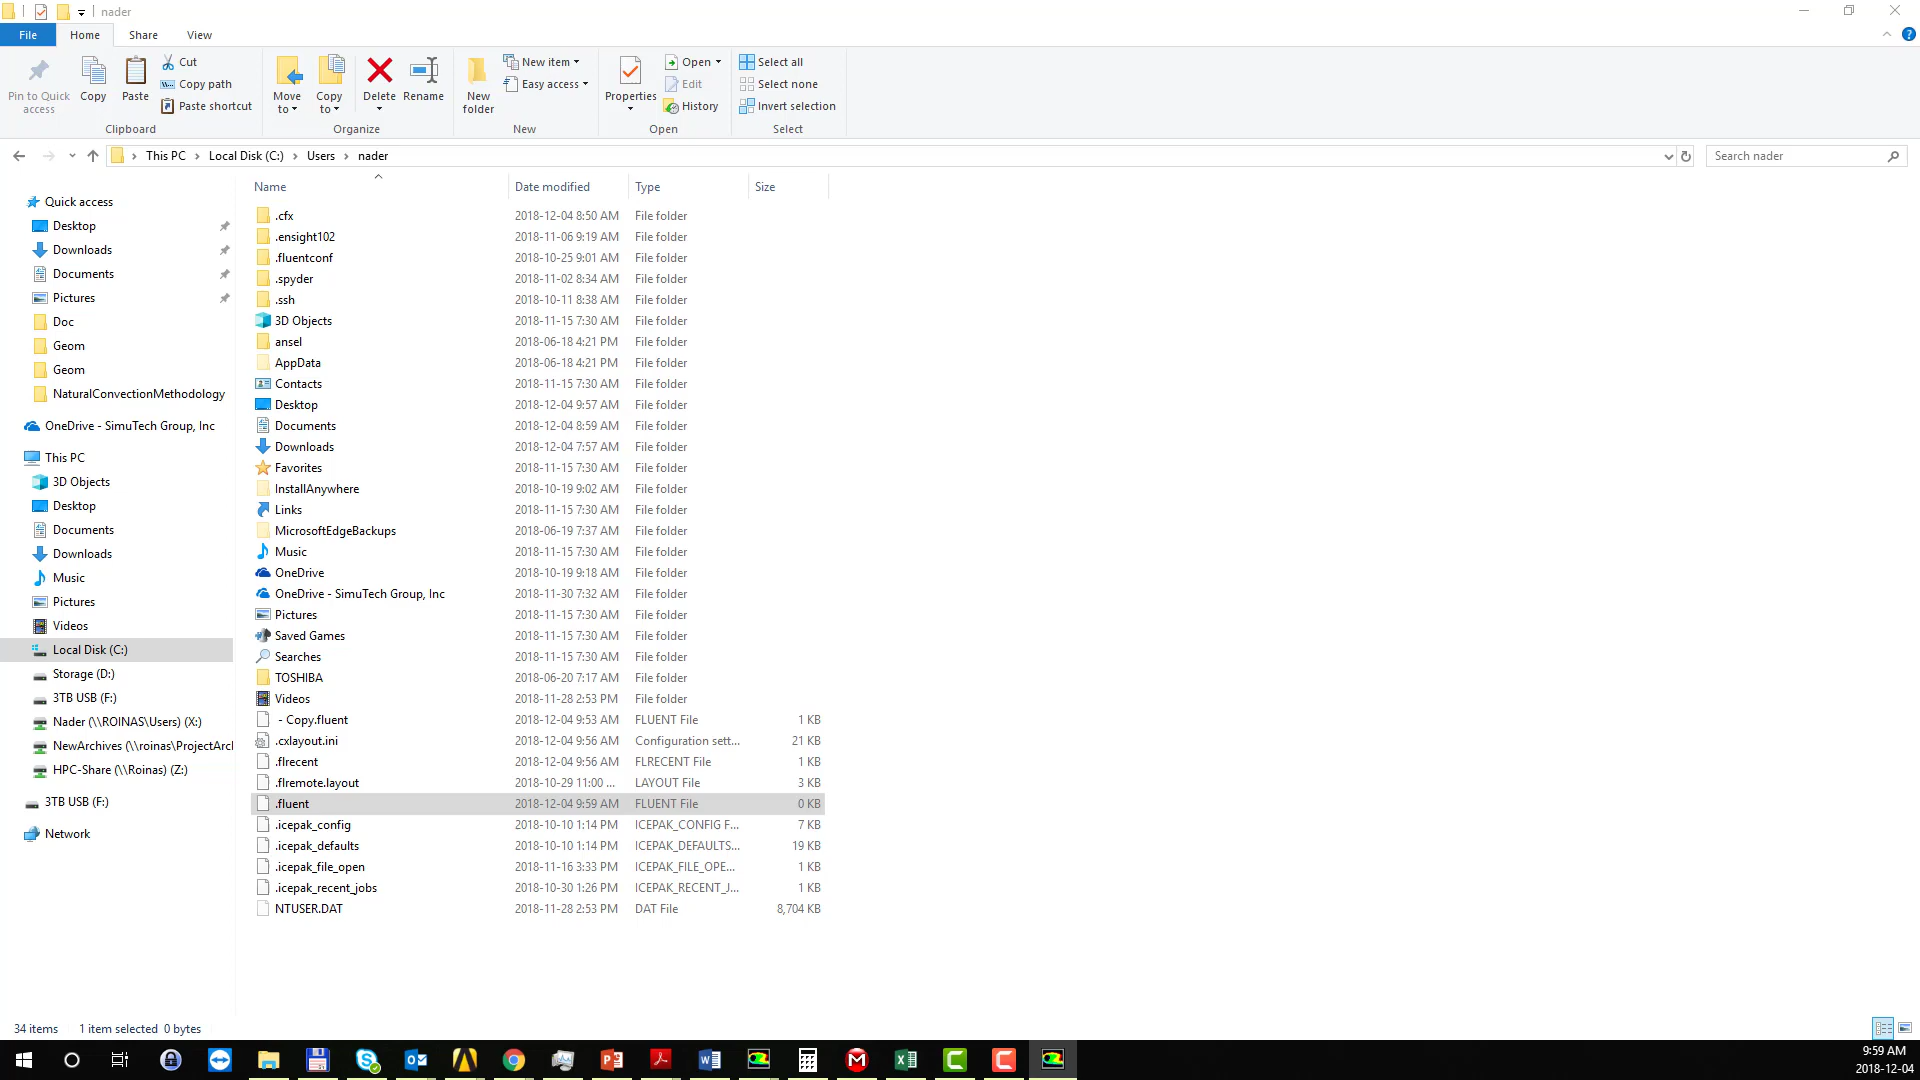 nader
File Home Share View
Pin to Quick access
Copy
Paste
Cut
Copy path
Paste shortcut
Clipboard
Move to
Copy to
Delete
Rename
Organize
New folder
New item
Easy access
New
Properties
Open
Edit
History
Open
Select all
Select none
Invert selection
Select
This PC > Local Disk (C:) > Users > nader
Search nader
Quick access
Desktop
Downloads
Documents
Pictures
Doc
Geom
Geom
NaturalConvectionMethodology
OneDrive - SimuTech Group, Inc
This PC
3D Objects
Desktop
Documents
Downloads
Music
Pictures
Videos
Local Disk (C:)
Storage (D:)
3TB USB (F:)
Nader (\\ROINAS\Users) (X:)
NewArchives (\\roinas\ProjectArcl
HPC-Share (\\Roinas) (Z:)
3TB USB (F:)
Network
Name Date modified Type Size
.cfx 2018-12-04 8:50 AM File folder
.ensight102 2018-11-06 9:19 AM File folder
.fluentconf 2018-10-25 9:01 AM File folder
.spyder 2018-11-02 8:34 AM File folder
.ssh 2018-10-11 8:38 AM File folder
3D Objects 2018-11-15 7:30 AM File folder
ansel 2018-06-18 4:21 PM File folder
AppData 2018-06-18 4:21 PM File folder
Contacts 2018-11-15 7:30 AM File folder
Desktop 2018-12-04 9:57 AM File folder
Documents 2018-12-04 8:59 AM File folder
Downloads 2018-12-04 7:57 AM File folder
Favorites 2018-11-15 7:30 AM File folder
InstallAnywhere 2018-10-19 9:02 AM File folder
Links 2018-11-15 7:30 AM File folder
MicrosoftEdgeBackups 2018-06-19 7:37 AM File folder
Music 2018-11-15 7:30 AM File folder
OneDrive 2018-10-19 9:18 AM File folder
OneDrive - SimuTech Group, Inc 2018-11-30 7:32 AM File folder
Pictures 2018-11-15 7:30 AM File folder
Saved Games 2018-11-15 7:30 AM File folder
Searches 2018-11-15 7:30 AM File folder
TOSHIBA 2018-06-20 7:17 AM File folder
Videos 2018-11-28 2:53 PM File folder
- Copy.fluent 2018-12-04 9:53 AM FLUENT File 1 KB
.cxlayout.ini 2018-12-04 9:56 AM Configuration sett... 21 KB
.flrecent 2018-12-04 9:56 AM FLRECENT File 1 KB
.flremote.layout 2018-10-29 11:00 ... LAYOUT File 3 KB
.fluent 2018-12-04 9:59 AM FLUENT File 0 KB
.icepak_config 2018-10-10 1:14 PM ICEPAK_CONFIG F... 7 KB
.icepak_defaults 2018-10-10 1:14 PM ICEPAK_DEFAULTS... 19 KB
.icepak_file_open 2018-11-16 3:33 PM ICEPAK_FILE_OPE... 1 KB
.icepak_recent_jobs 2018-10-30 1:26 PM ICEPAK_RECENT_J... 1 KB
NTUSER.DAT 2018-11-28 2:53 PM DAT File 8,704 KB
34 items 1 item selected 0 bytes
9:59 AM
2018-12-04